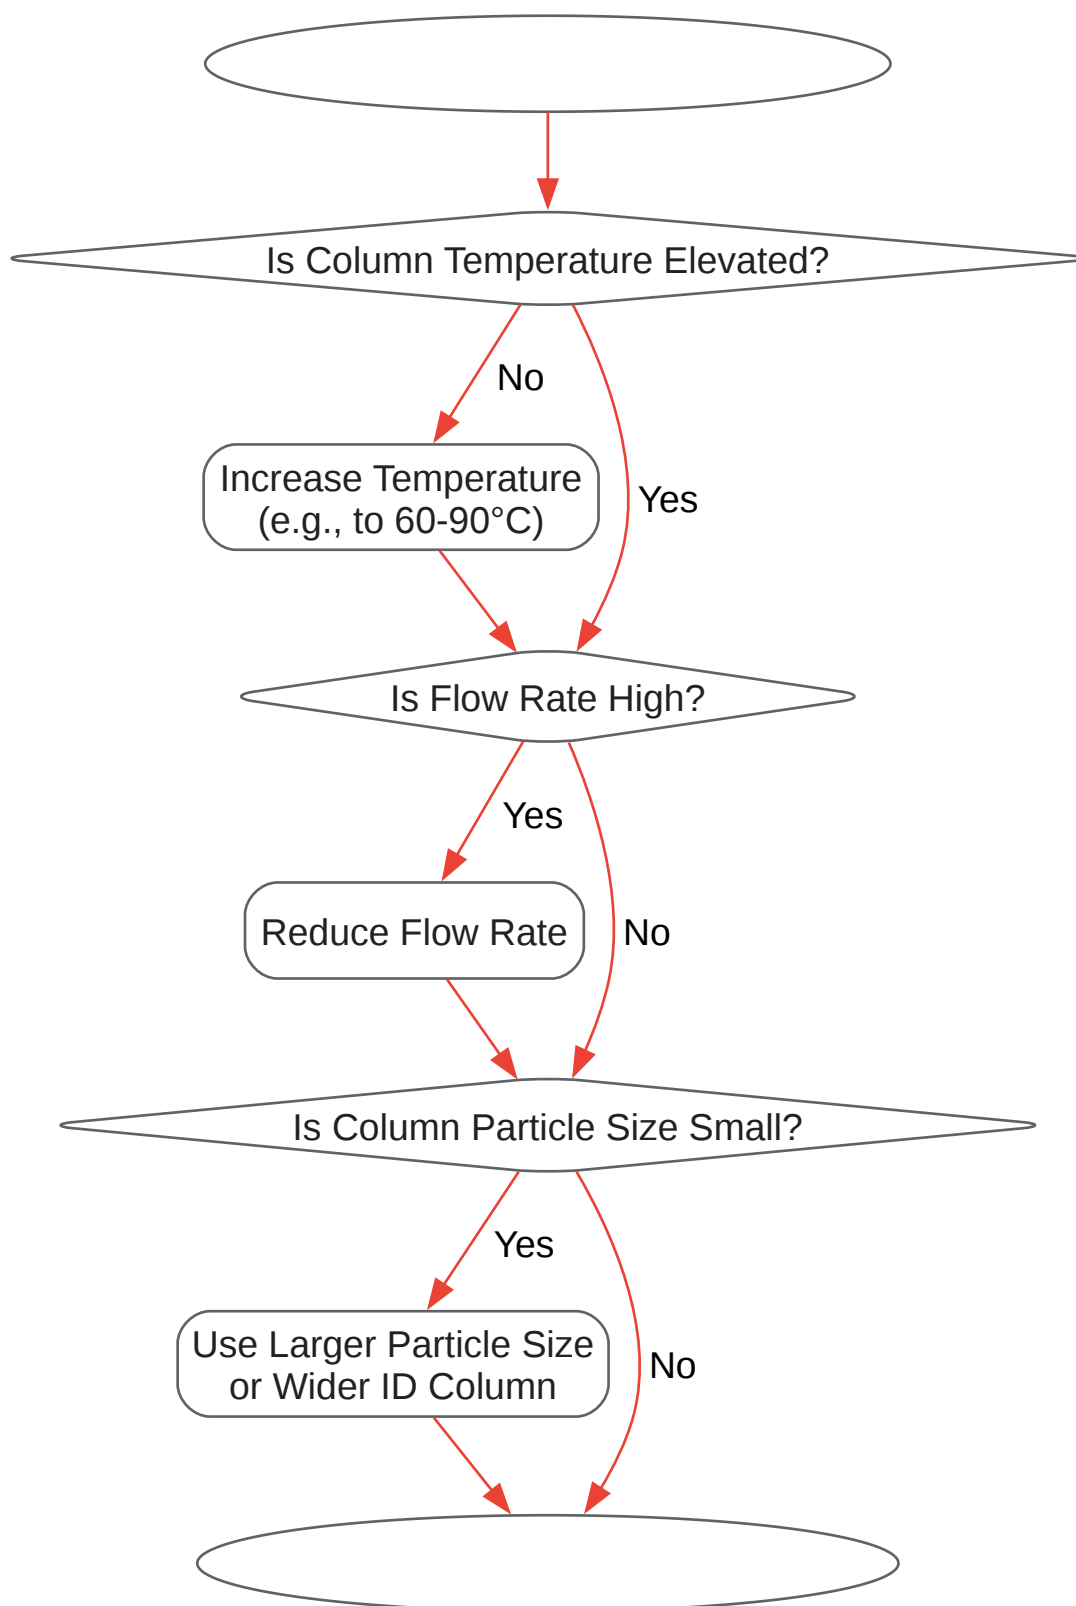 Is Column Temperature Elevated?
No
Increase Temperature
(e.g., to 60-90°C)
Yes
Is Flow Rate High?
Yes
Reduce Flow Rate
No
Is Column Particle Size Small?
Yes
Use Larger Particle Size
or Wider ID Column
No